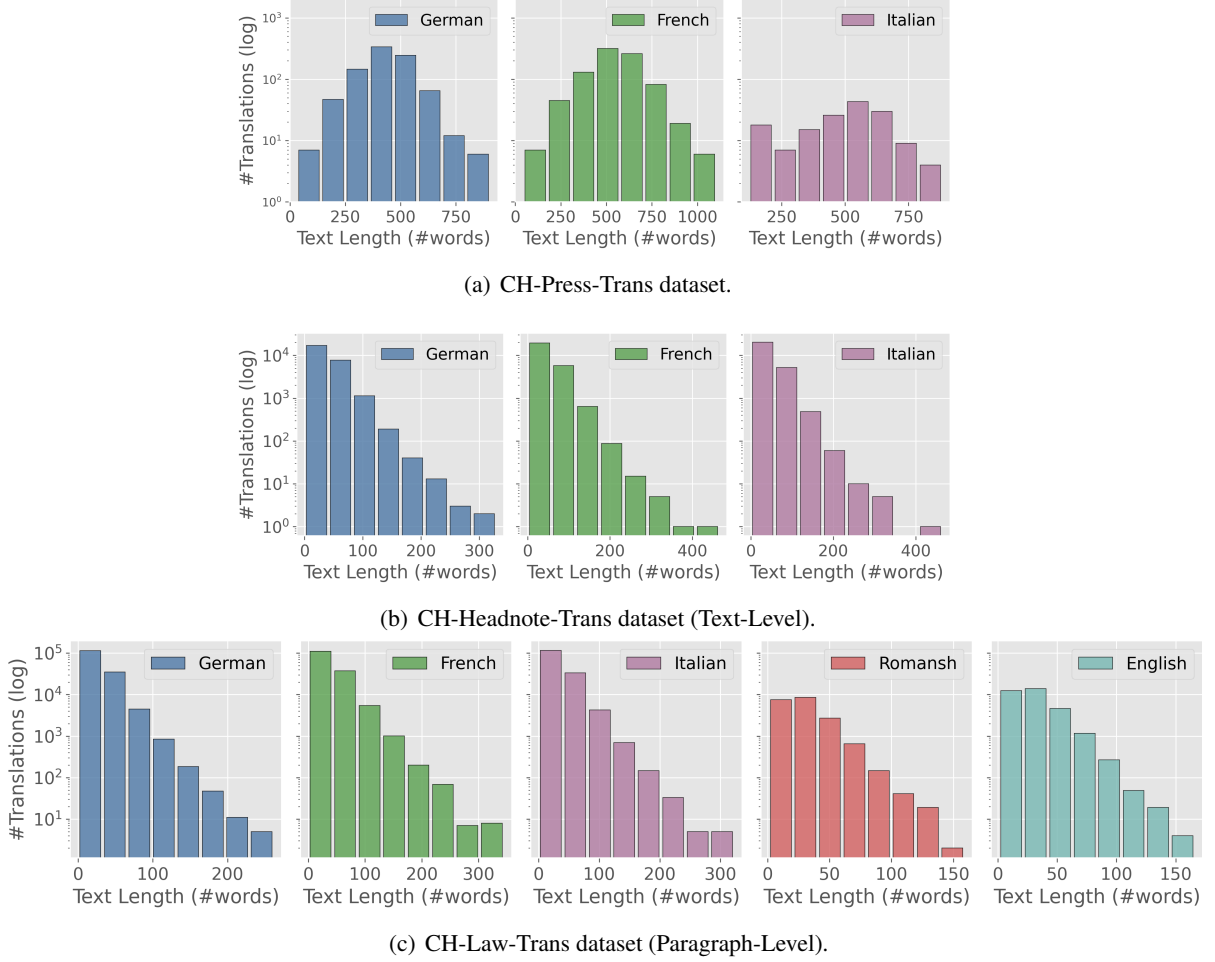 10³
10²
10¹
10⁰
#Translations (log)
German
French
Italian
0 250 500 750
0 250 500 750 1000
250 500 750
Text Length (#words) Text Length (#words) Text Length (#words)
(a) CH-Press-Trans dataset.
10⁴
10³
10²
10¹
10⁰
#Translations (log)
German
French
Italian
0 100 200 300
0 200 400
0 200 400
Text Length (#words) Text Length (#words) Text Length (#words)
(b) CH-Headnote-Trans dataset (Text-Level).
10⁵
10⁴
10³
10²
10¹
#Translations (log)
German
French
Italian
Romansh
English
0 100 200
0 100 200 300
0 100 200 300
0 50 100 150
0 50 100 150
Text Length (#words) Text Length (#words) Text Length (#words) Text Length (#words) Text Length (#words)
(c) CH-Law-Trans dataset (Paragraph-Level).